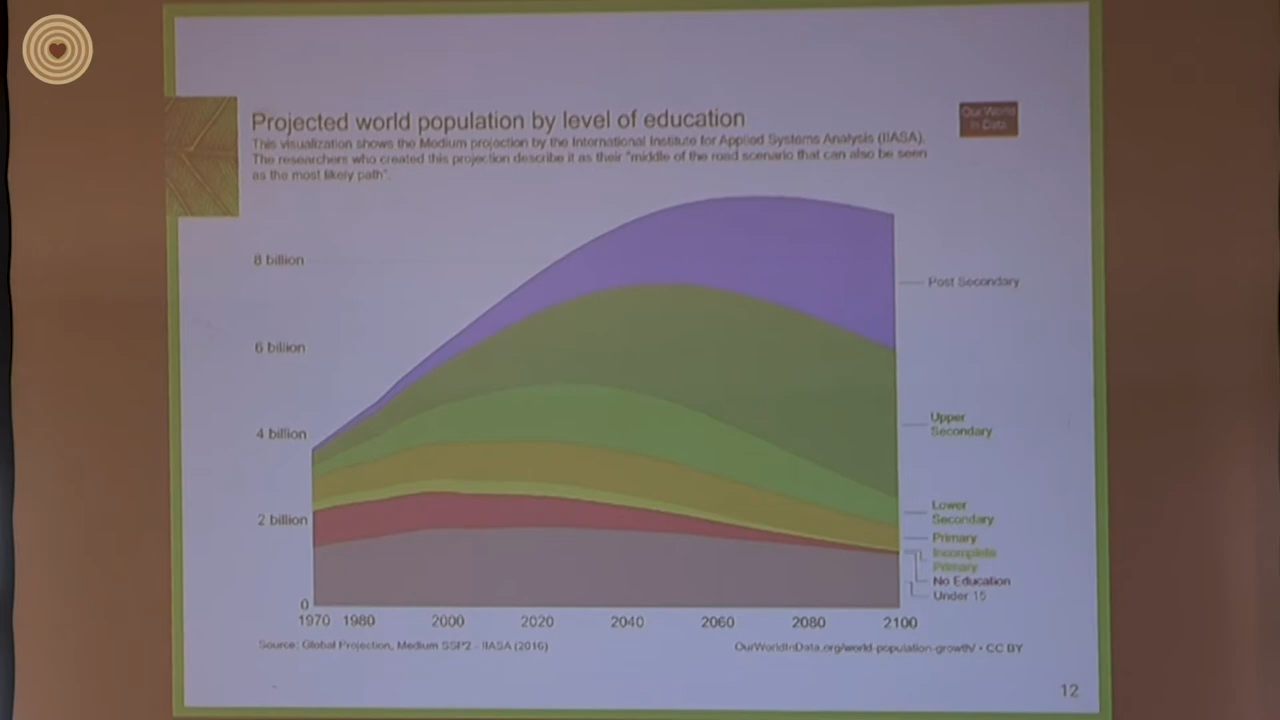 Projected world population by level of education
Our World
in Data
This visualization shows the Medium projection by the International Institute for Applied Systems Analysis (IIASA).
The researchers who created this projection describe it as their "middle of the road scenario that can also be seen
as the most likely path".
8 billion
6 billion
4 billion
2 billion
0
Post Secondary
Upper
Secondary
Lower
Secondary
Primary
Incomplete
Primary
No Education
Under 15
1970 1980 2000 2020 2040 2060 2080 2100
Source: Global Projection, Medium SSP2 - IIASA (2016)
OurWorldInData.org/world-population-growth/ • CC BY
12